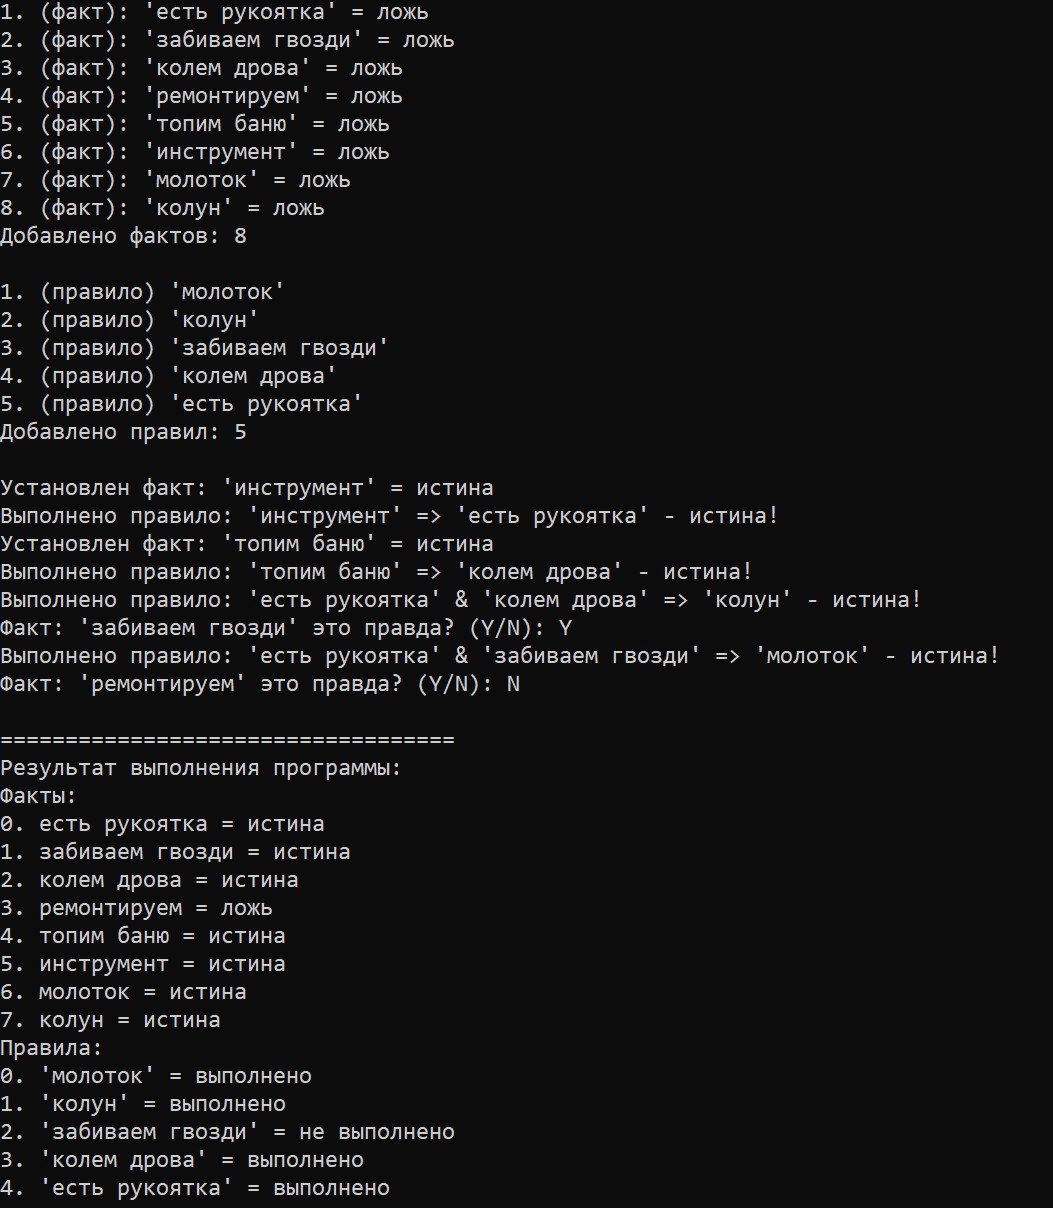 1. (факт): 'есть рукоятка' = ложь
2. (факт): 'забиваем гвозди' = ложь
3. (факт): 'колем дрова' = ложь
4. (факт): 'ремонтируем' = ложь
5. (факт): 'топим баню' = ложь
6. (факт): 'инструмент' = ложь
7. (факт): 'молоток' = ложь
8. (факт): 'колун' = ложь
Добавлено фактов: 8
1. (правило) 'молоток'
2. (правило) 'колун'
3. (правило) 'забиваем гвозди'
4. (правило) 'колем дрова'
5. (правило) 'есть рукоятка'
Добавлено правил: 5
Установлен факт: 'инструмент' = истина
Выполнено правило: 'инструмент' => 'есть рукоятка' - истина!
Установлен факт: 'топим баню' = истина
Выполнено правило: 'топим баню' => 'колем дрова' - истина!
Выполнено правило: 'есть рукоятка' & 'колем дрова' => 'колун' - истина!
Факт: 'забиваем гвозди' это правда? (Y/N): Y
Выполнено правило: 'есть рукоятка' & 'забиваем гвозди' => 'молоток' - истина!
Факт: 'ремонтируем' это правда? (Y/N): N
===================================
Результат выполнения программы:
Факты:
0. есть рукоятка = истина
1. забиваем гвозди = истина
2. колем дрова = истина
3. ремонтируем = ложь
4. топим баню = истина
5. инструмент = истина
6. молоток = истина
7. колун = истина
Правила:
0. 'молоток' = выполнено
1. 'колун' = выполнено
2. 'забиваем гвозди' = не выполнено
3. 'колем дрова' = выполнено
4. 'есть рукоятка' = выполнено